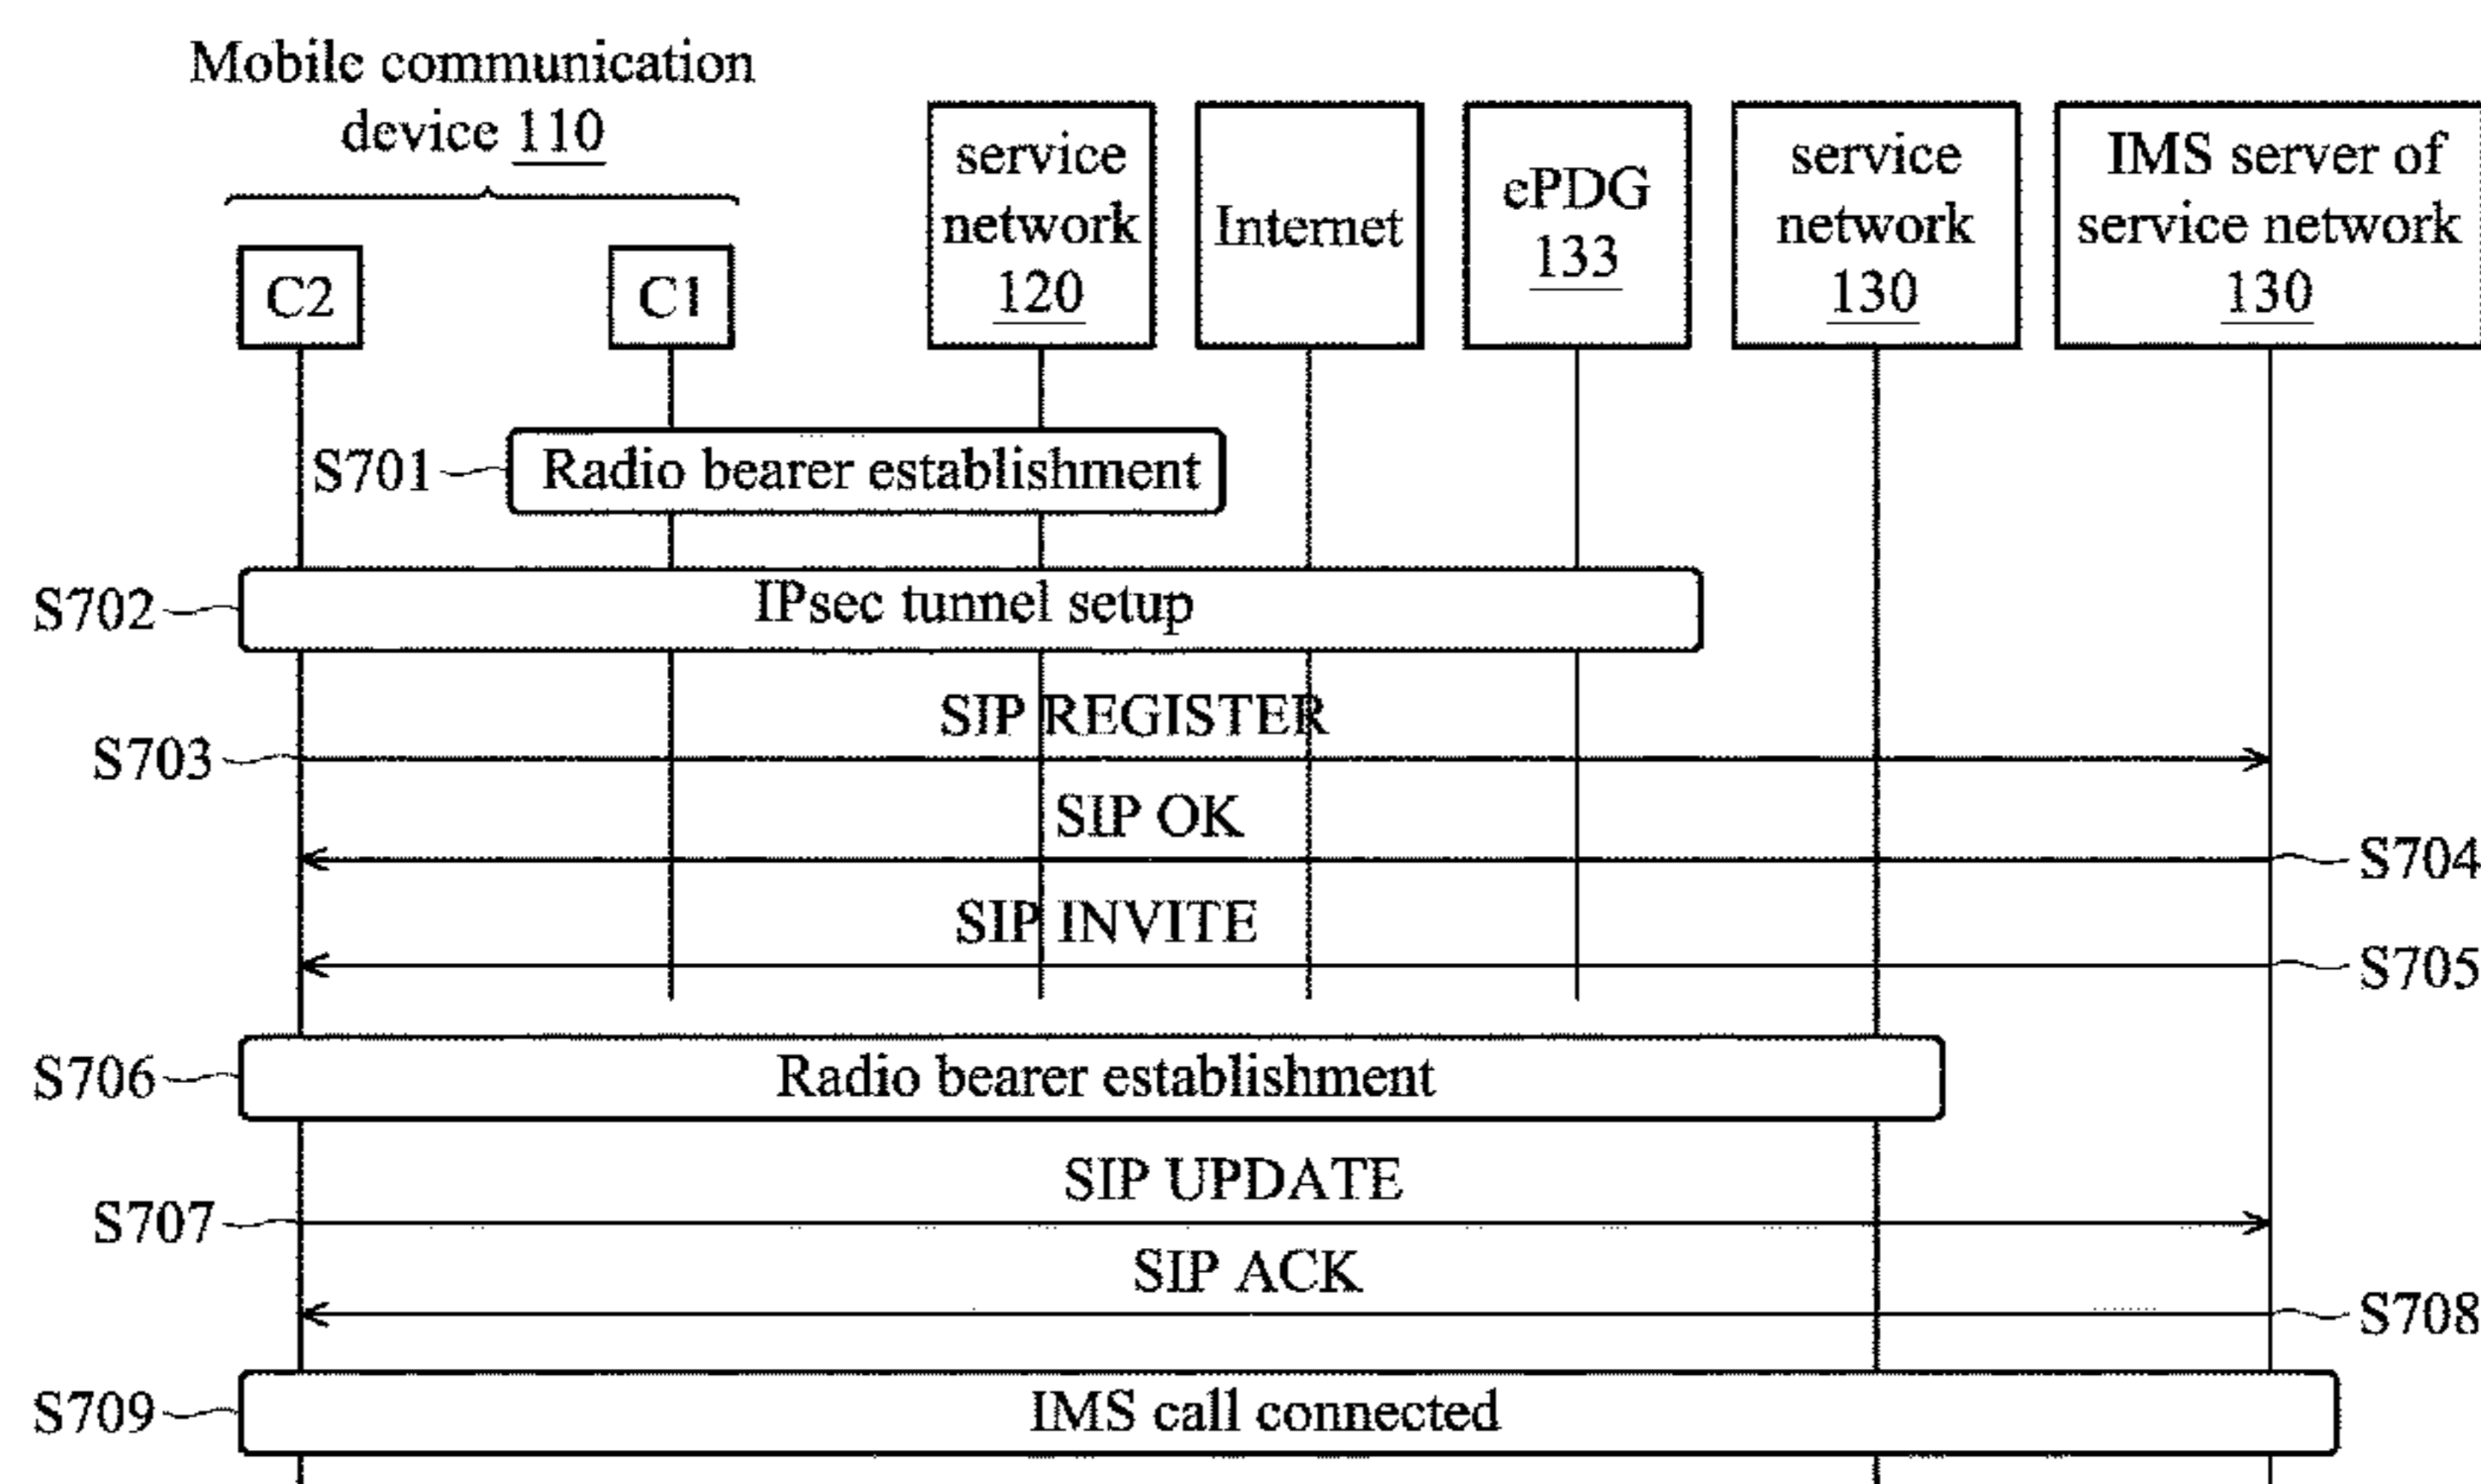 Mobile communication
device 110
C2
C1
service
network
120
Internet
ePDG
133
service
network
130
IMS server of
service network
130
S701
Radio bearer establishment
S702
IPsec tunnel setup
SIP REGISTER
S703
SIP OK
S704
SIP INVITE
S705
S706
Radio bearer establishment
SIP UPDATE
S707
SIP ACK
S708
S709
IMS call connected